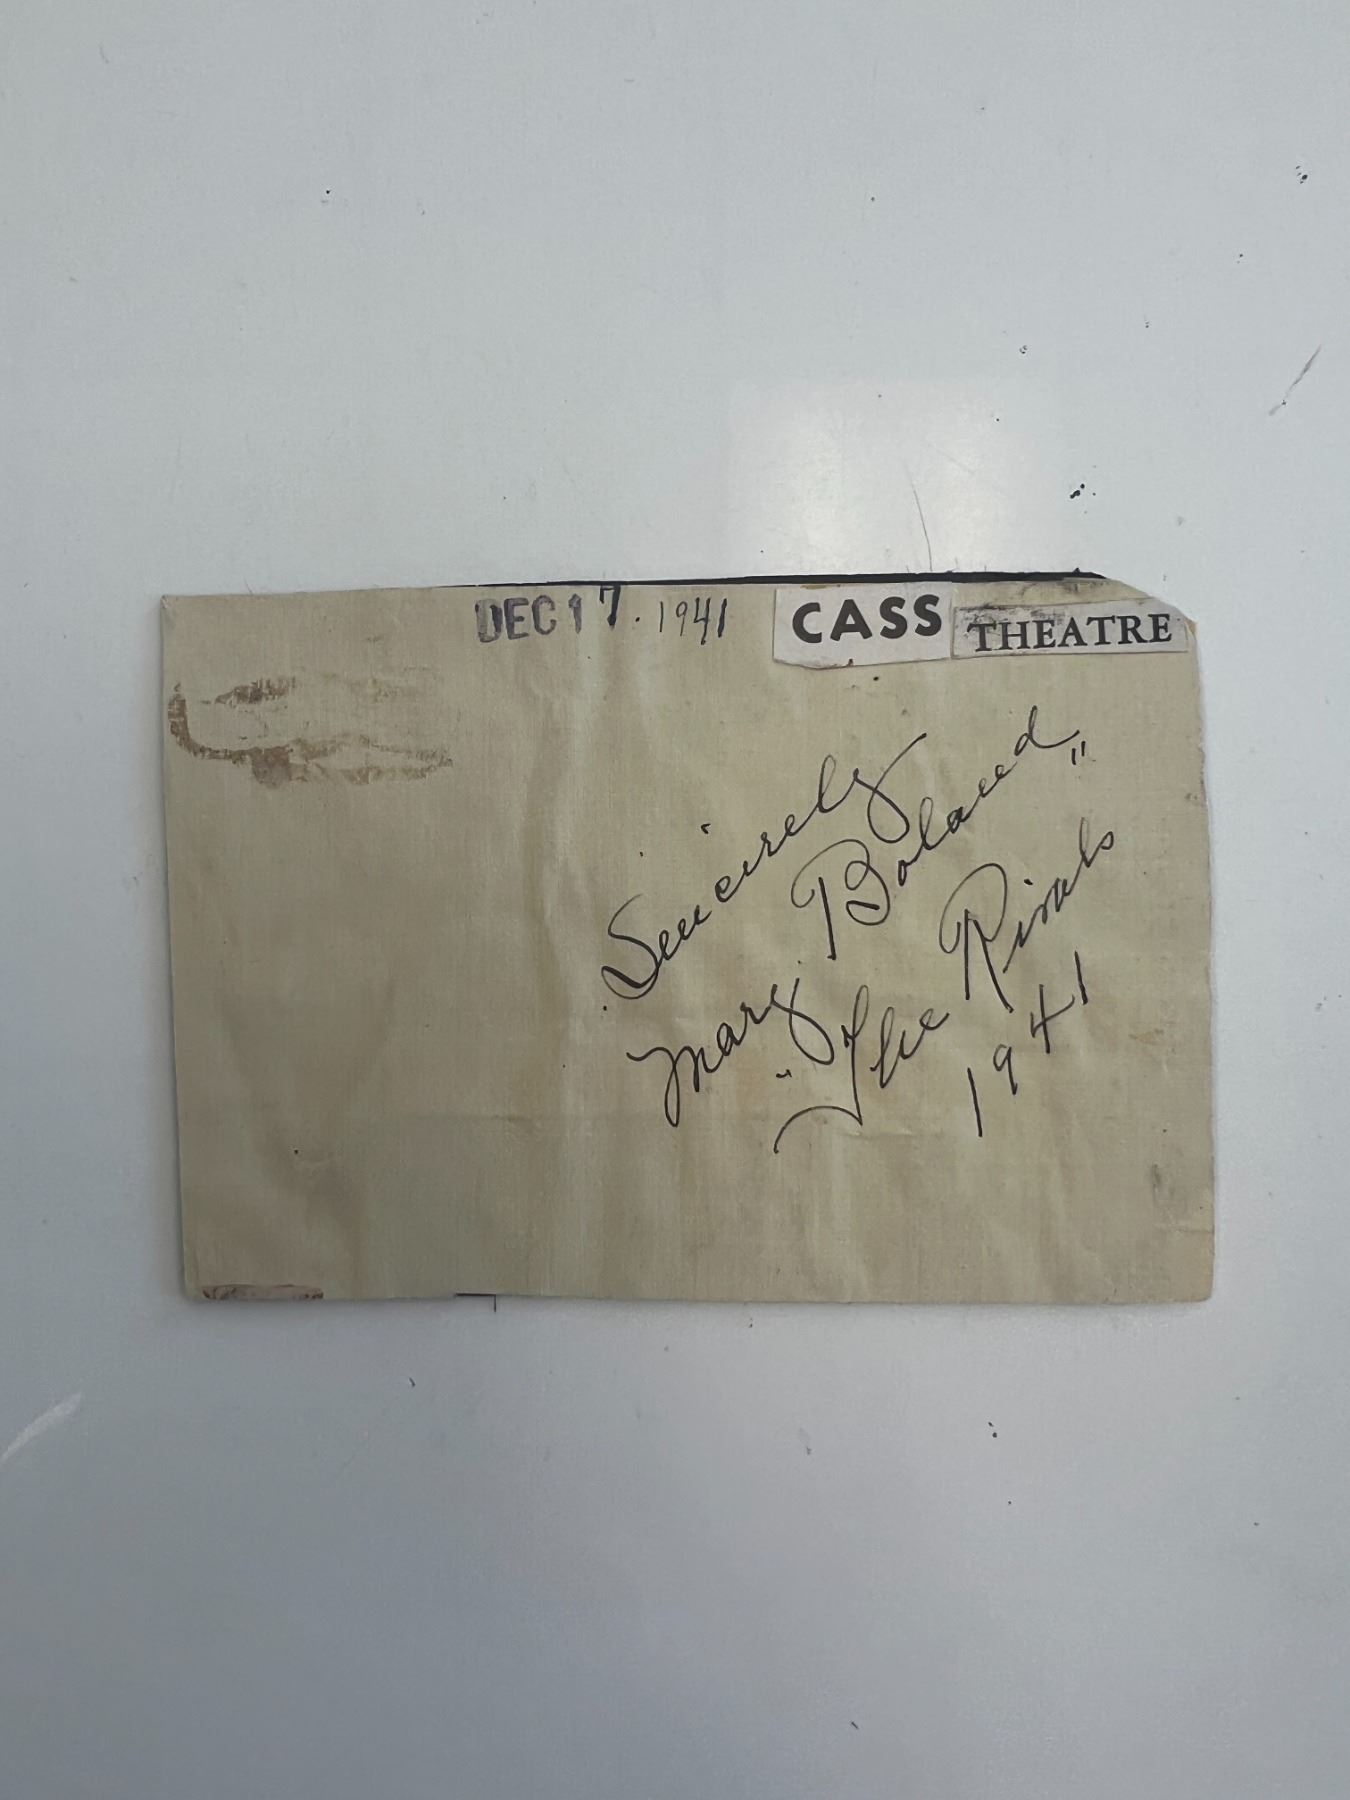 DEC 17. 1941 CASS THEATRE
Sincerely
Mary Boland
"The Rivals"
1941